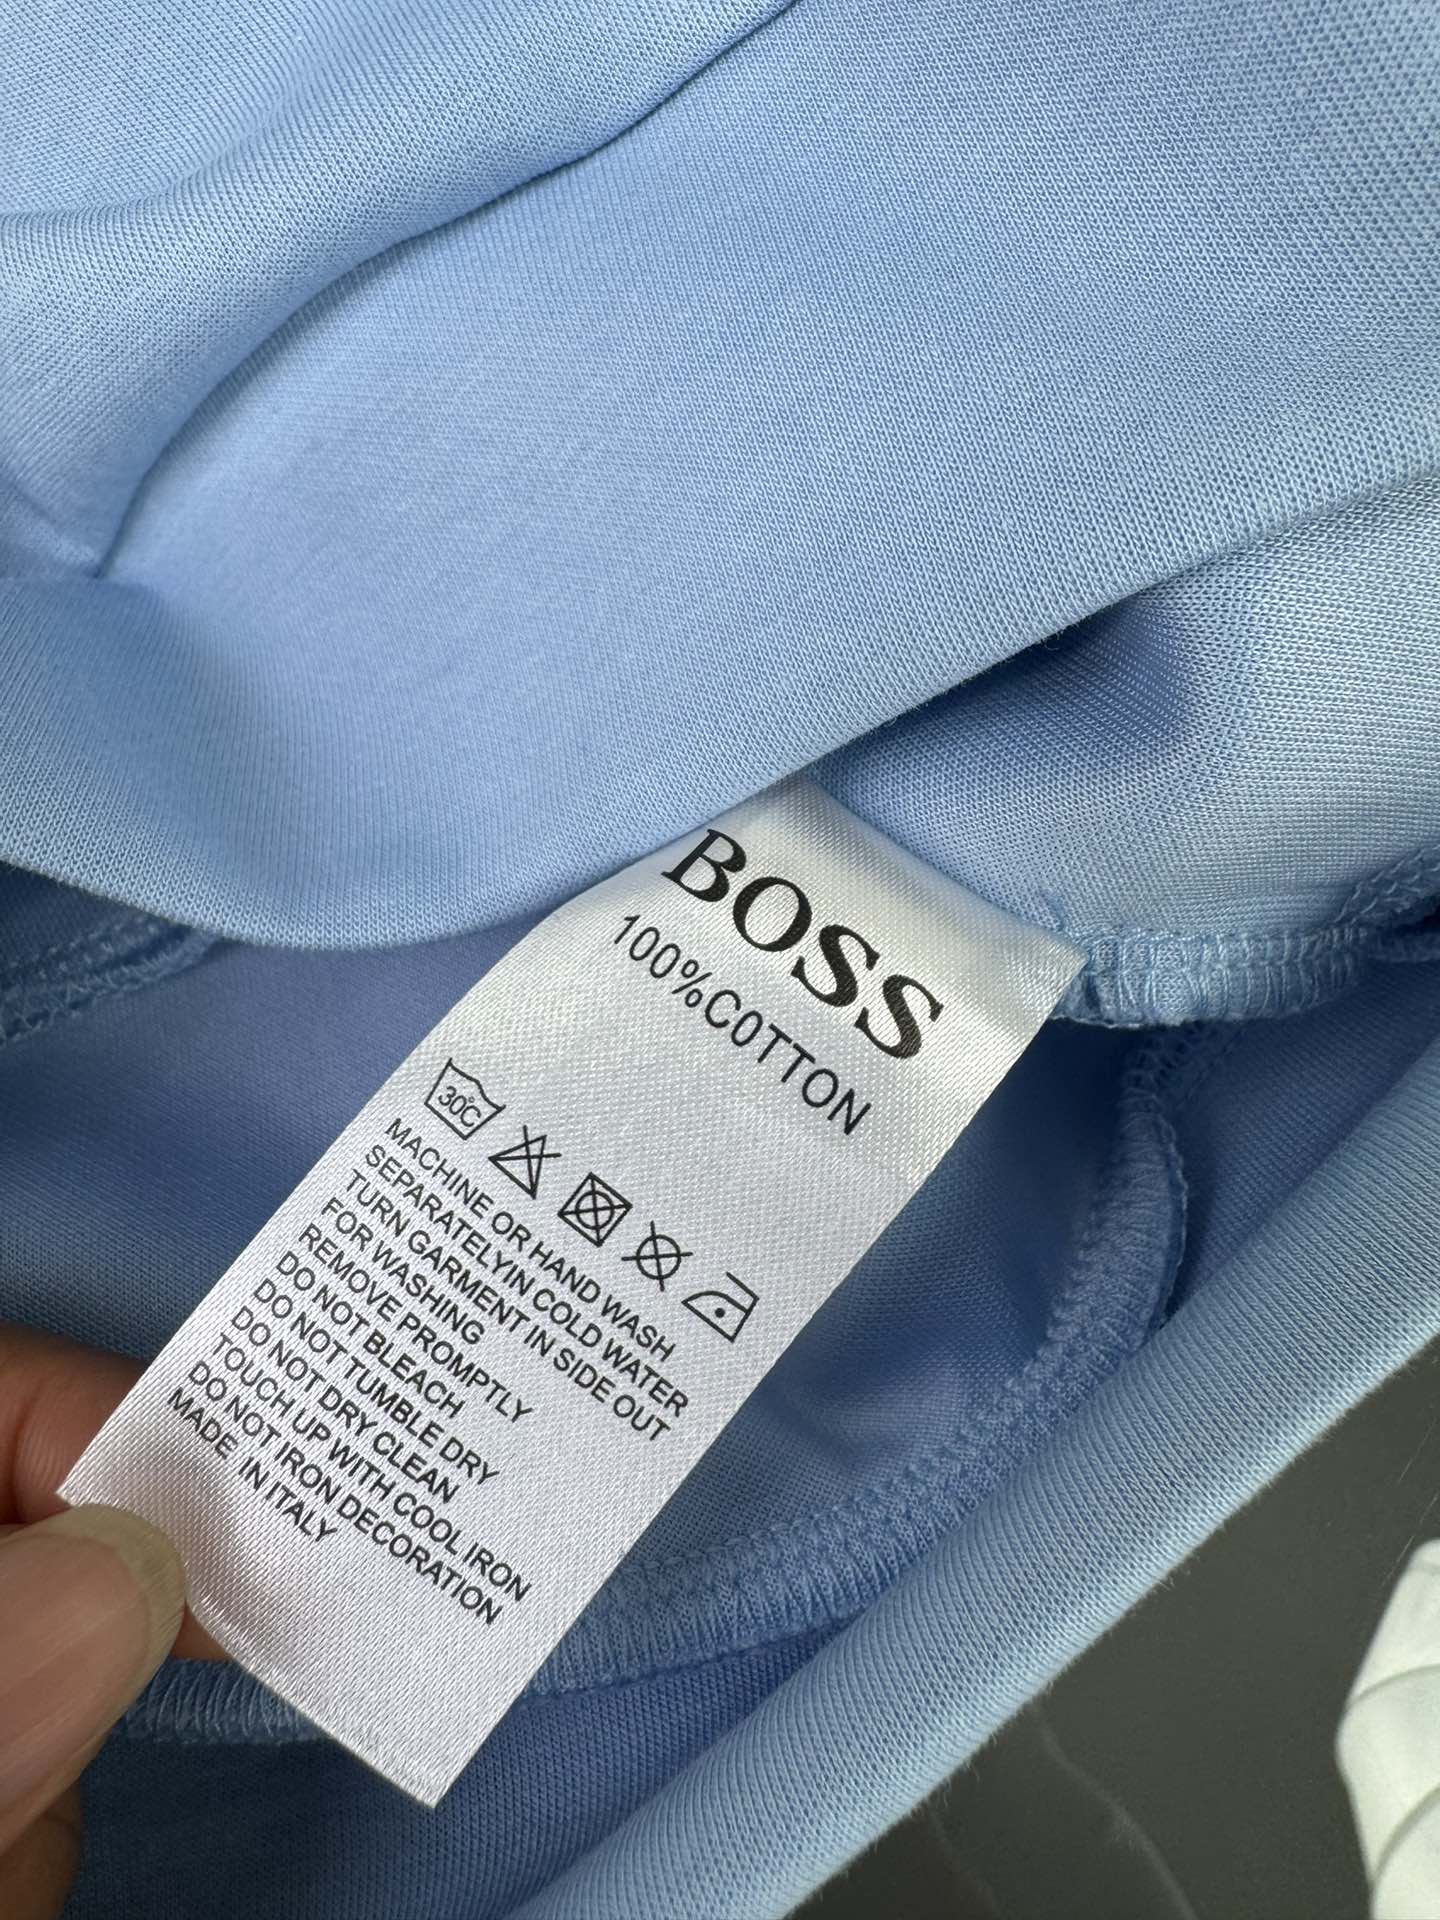 BOSS
100%COTTON
30°C
MACHINE OR HAND WASH
SEPARATELYIN COLD WATER
TURN GARMENT IN SIDE OUT
FOR WASHING
REMOVE PROMPTLY
DO NOT BLEACH
DO NOT TUMBLE DRY
DO NOT DRY CLEAN
TOUCH UP WITH COOL IRON
DO NOT IRON DECORATION
MADE IN ITALY